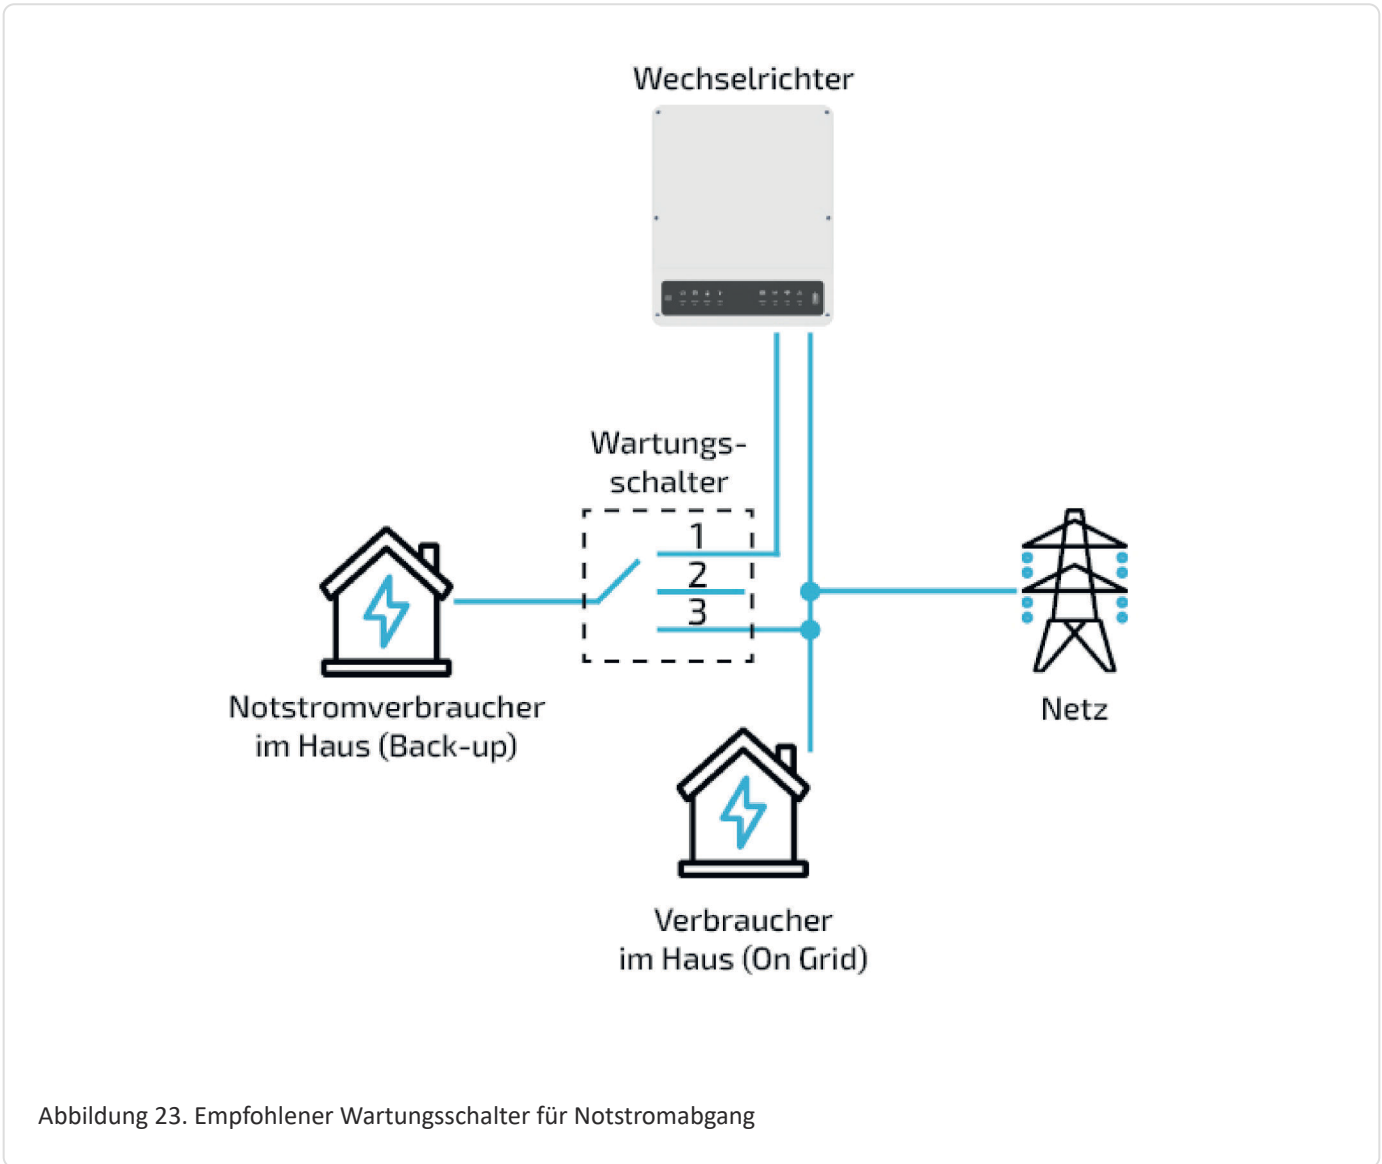 Wechselrichter
Wartungs-
schalter
1
2
3
Notstromverbraucher
im Haus (Back-up)
Netz
Verbraucher
im Haus (On Grid)
Abbildung 23. Empfohlener Wartungsschalter für Notstromabgang